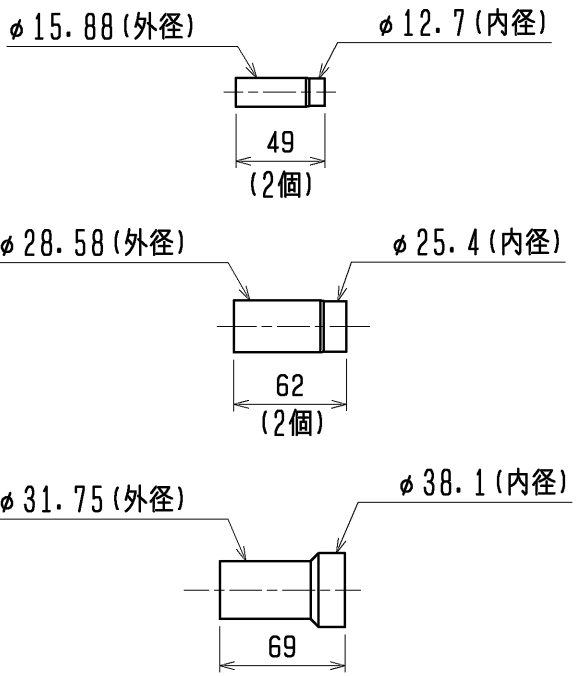 φ15.88(外径) φ12.7(内径)
49
(2個)
φ28.58(外径) φ25.4(内径)
62
(2個)
φ31.75(外径) φ38.1(内径)
69